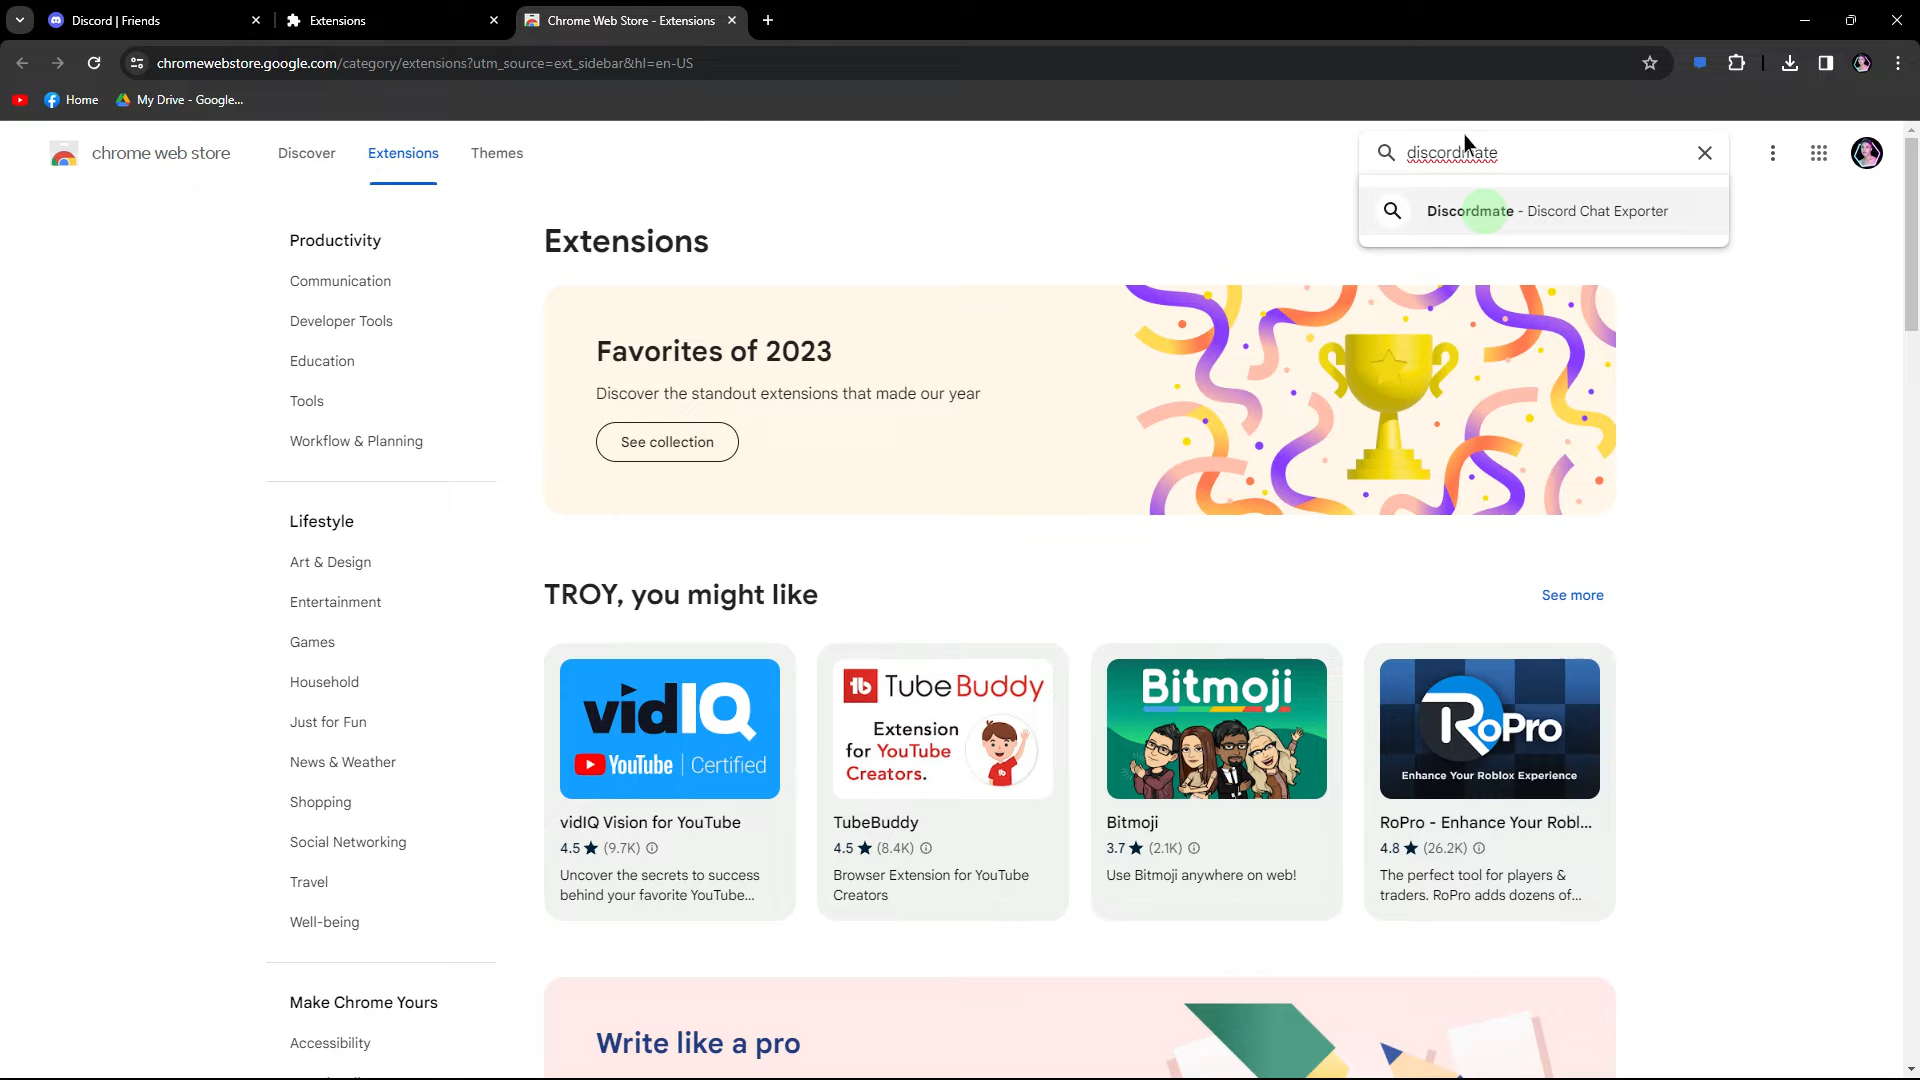 Discord | Friends
Extensions
Chrome Web Store - Extensions
chromewebstore.google.com/category/extensions?utm_source=ext_sidebar&hl=en-US
Home
My Drive - Google...
chrome web store
Discover
Extensions
Themes
discordmate
Discordmate - Discord Chat Exporter
Productivity
Communication
Developer Tools
Education
Tools
Workflow & Planning
Lifestyle
Art & Design
Entertainment
Games
Household
Just for Fun
News & Weather
Shopping
Social Networking
Travel
Well-being
Make Chrome Yours
Accessibility
Extensions
Favorites of 2023
Discover the standout extensions that made our year
See collection
TROY, you might like
See more
vidIQ
YouTube | Certified
vidIQ Vision for YouTube
4.5 ★ (9.7K)
Uncover the secrets to success
behind your favorite YouTube...
tb TubeBuddy
Extension
for YouTube
Creators.
TubeBuddy
4.5 ★ (8.4K)
Browser Extension for YouTube
Creators
Bitmoji
Bitmoji
3.7 ★ (2.1K)
Use Bitmoji anywhere on web!
RoPro
Enhance Your Roblox Experience
RoPro - Enhance Your Robl...
4.8 ★ (26.2K)
The perfect tool for players &
traders. RoPro adds dozens of...
Write like a pro